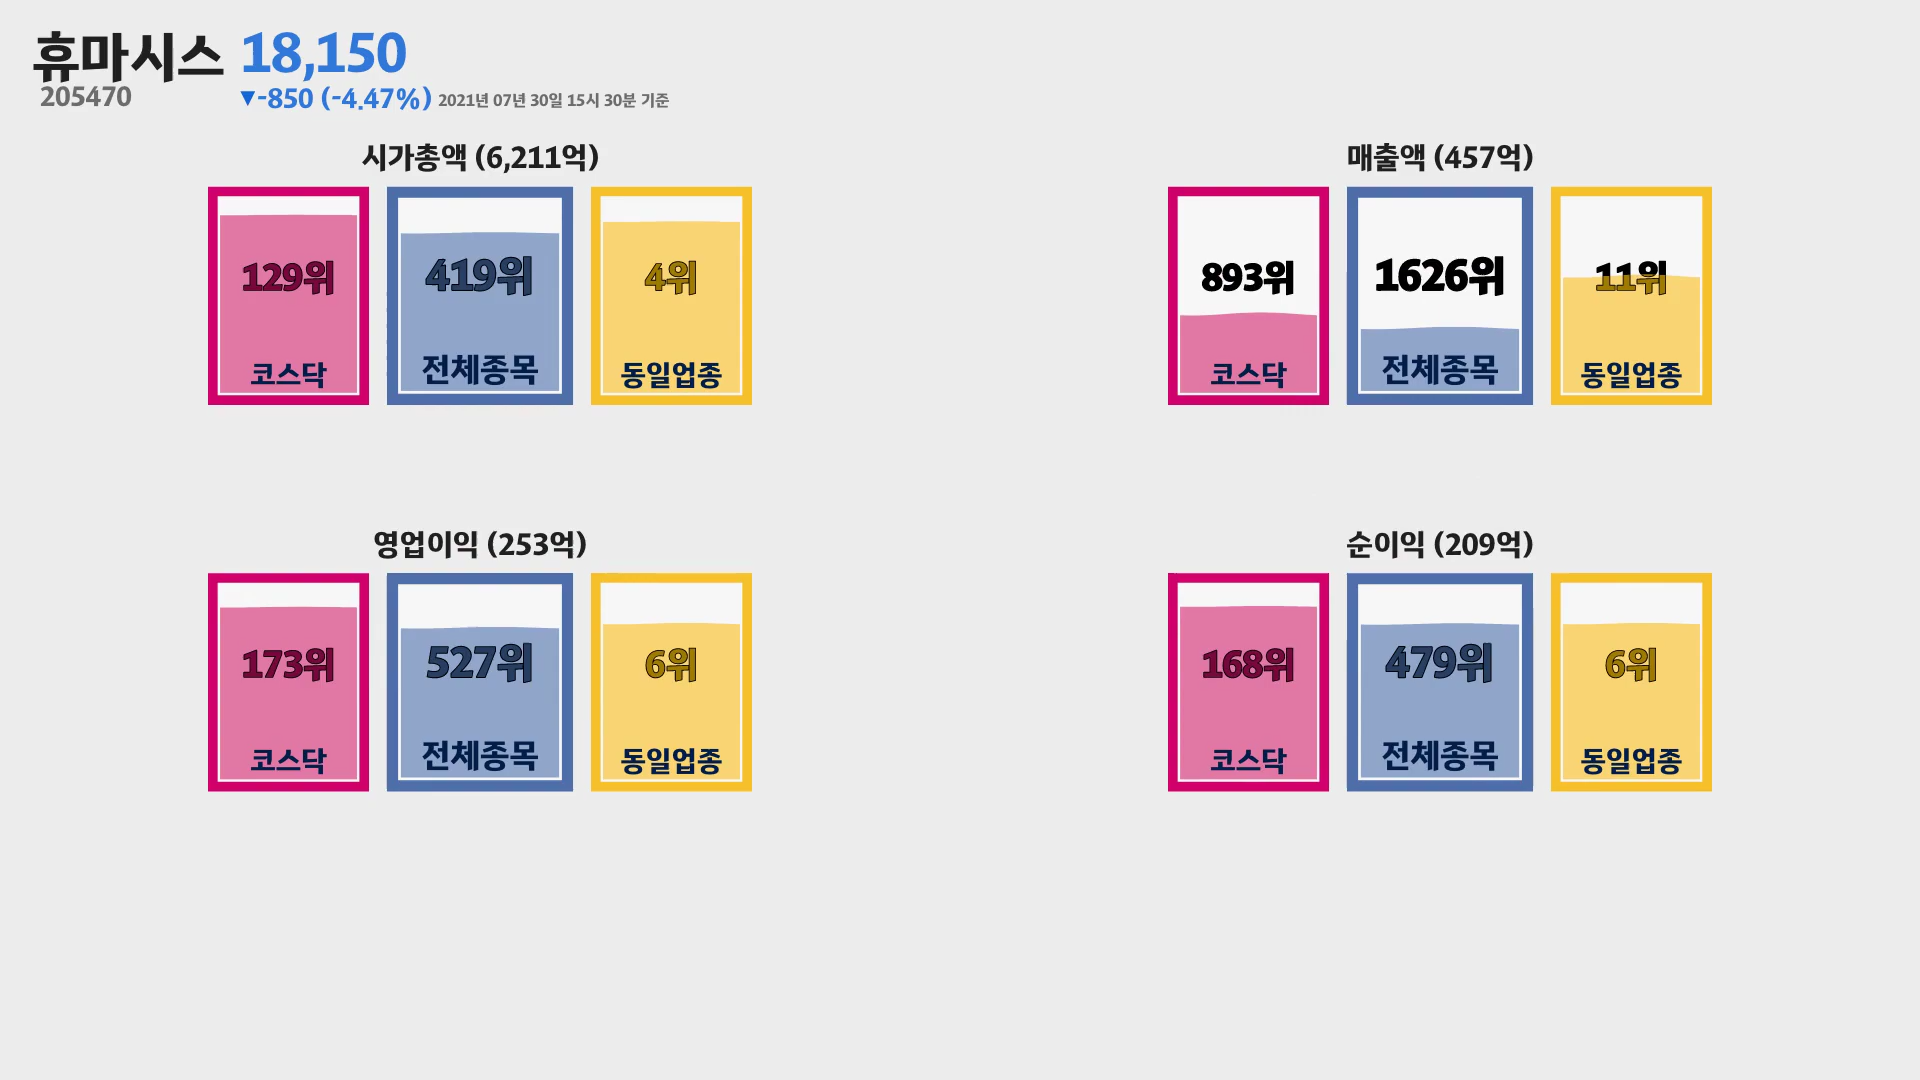 휴마시스 18,150
205470
▼-850 (-4.47%) 2021년 07년 30일 15시 30분 기준
시가총액 (6,211억)
129위 419위 4위
코스닥 전체종목 동일업종
매출액 (457억)
893위 1626위 11위
코스닥 전체종목 동일업종
영업이익 (253억)
173위 527위 6위
코스닥 전체종목 동일업종
순이익 (209억)
168위 479위 6위
코스닥 전체종목 동일업종